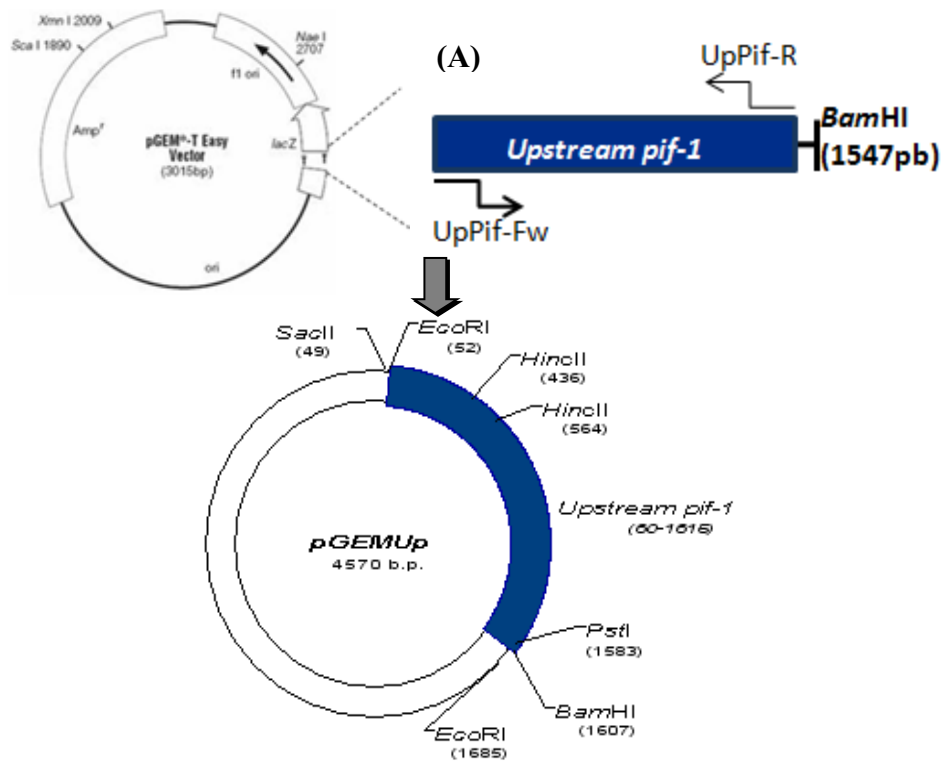 Xmn I 2009
Sca I 1890
Nae I
2707
f1 ori
Ampʳ
pGEM®-T Easy
Vector
(3015bp)
lacZ
ori
(A)
UpPif-R
BamHI
(1547pb)
Upstream pif-1
UpPif-Fw
SacII
(49)
EcoRI
(52)
HincII
(436)
HincII
(564)
Upstream pif-1
(60-1616)
pGEMUp
4570 b.p.
PstI
(1583)
BamHI
(1607)
EcoRI
(1685)